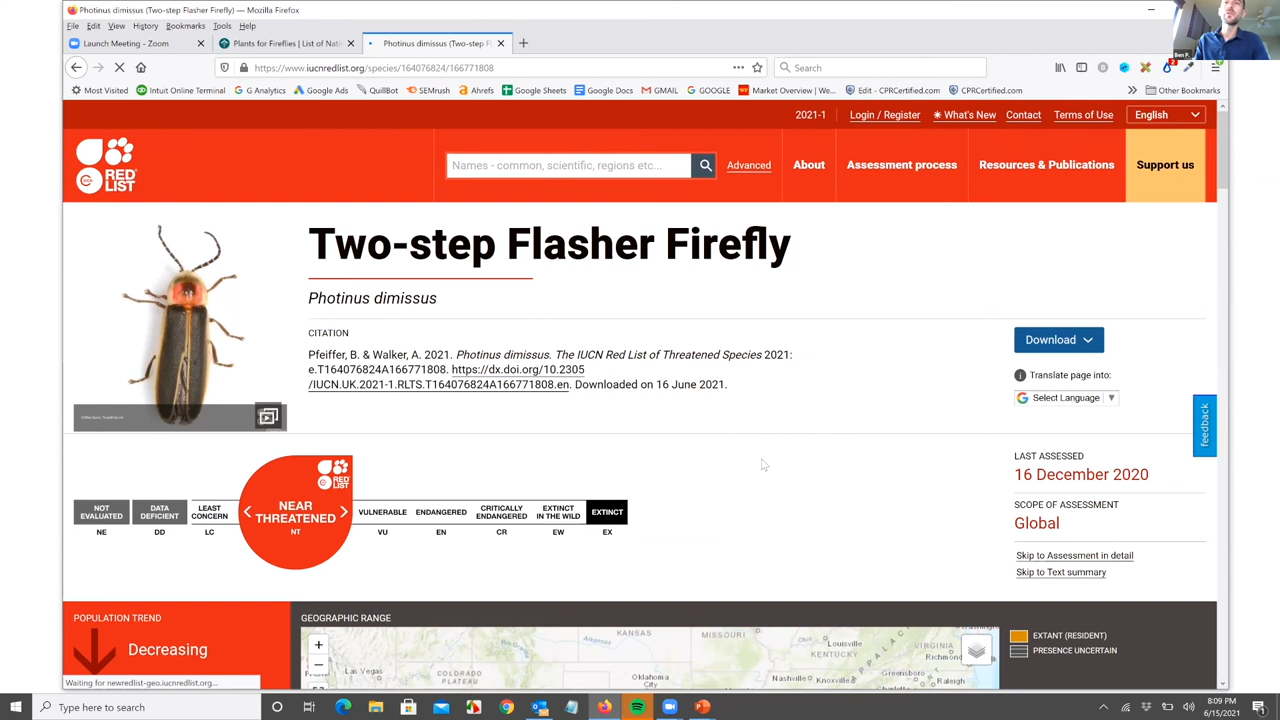 Photinus dimissus (Two-step Flasher Firefly) — Mozilla Firefox
File Edit View History Bookmarks Tools Help
Launch Meeting - Zoom
Plants for Fireflies | List of Nati
Photinus dimissus (Two-step F
https://www.iucnredlist.org/species/164076824/166771808
Search
Ben P.
Most Visited Intuit Online Terminal. G Analytics Google Ads QuillBot SEMrush Ahrefs Google Sheets Google Docs GMAIL GOOGLE Market Overview | We... Edit - CPRCertified.com CPRCertified.com Other Bookmarks
2021-1 Login / Register What's New Contact Terms of Use English
RED LIST
Names - common, scientific, regions etc...
Advanced
About
Assessment process
Resources & Publications
Support us
Two-step Flasher Firefly
Photinus dimissus
CITATION
Pfeiffer, B. & Walker, A. 2021. Photinus dimissus. The IUCN Red List of Threatened Species 2021:
e.T164076824A166771808. https://dx.doi.org/10.2305
/IUCN.UK.2021-1.RLTS.T164076824A166771808.en. Downloaded on 16 June 2021.
Download
Translate page into:
Select Language
feedback
LAST ASSESSED
16 December 2020
SCOPE OF ASSESSMENT
Global
Skip to Assessment in detail
Skip to Text summary
RED LIST
NOT EVALUATED
DATA DEFICIENT
LEAST CONCERN
NEAR THREATENED
VULNERABLE
ENDANGERED
CRITICALLY ENDANGERED
EXTINCT IN THE WILD
EXTINCT
NE DD LC NT VU EN CR EW EX
POPULATION TREND
Decreasing
GEOGRAPHIC RANGE
KANSAS
MISSOURI
Louisville
KENTUCKY
VIRGINIA
Las Vegas
COLORADO PLATEAU
Oklahoma City
Arkansas
Nashville
Knoxville
Greensboro
Raleigh
EXTANT (RESIDENT)
PRESENCE UNCERTAIN
Waiting for newredlist-geo.iucnredlist.org...
Type here to search
8:09 PM
6/15/2021